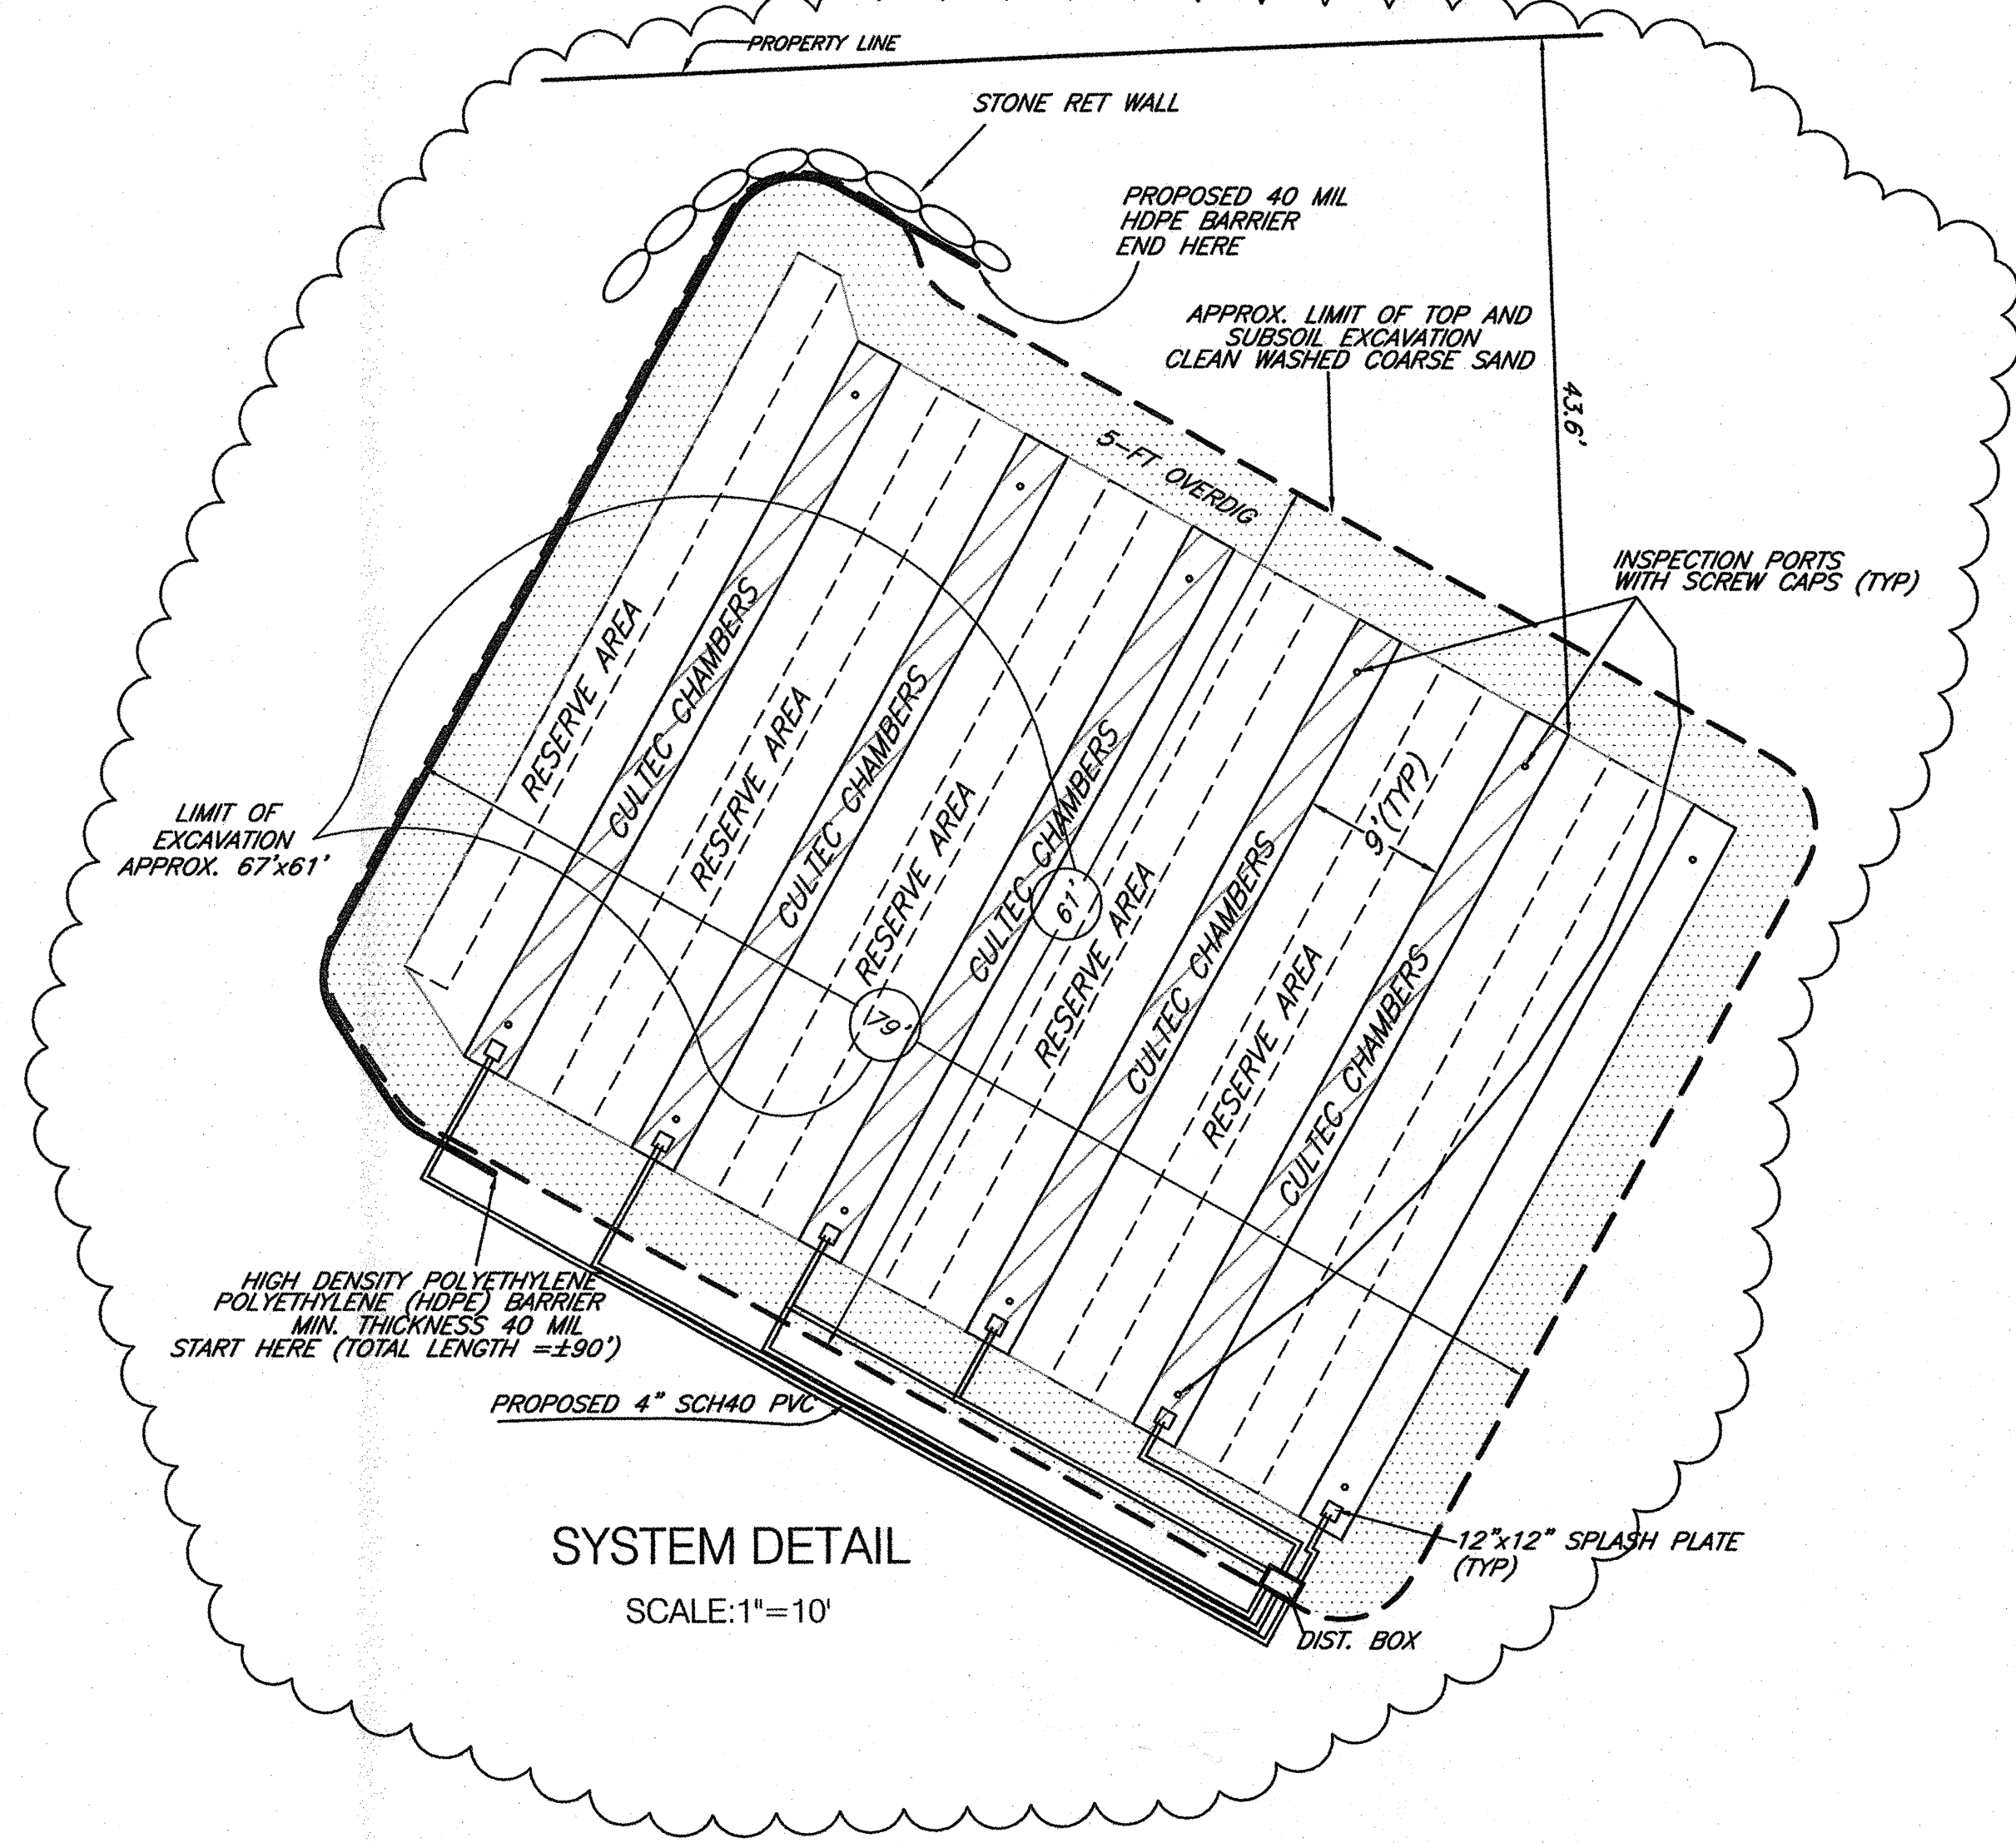 PROPERTY LINE
STONE RET WALL
PROPOSED 40 MIL
HDPE BARRIER
END HERE
APPROX. LIMIT OF TOP AND
SUBSOIL EXCAVATION
CLEAN WASHED COARSE SAND
43.6'
5-FT OVERDIG
INSPECTION PORTS
WITH SCREW CAPS (TYP)
RESERVE AREA
CULTEC CHAMBERS
RESERVE AREA
CULTEC CHAMBERS
RESERVE AREA
CULTEC CHAMBERS
RESERVE AREA
CULTEC CHAMBERS
RESERVE AREA
CULTEC CHAMBERS
9'(TYP)
61'
LIMIT OF
EXCAVATION
APPROX. 67'x61'
HIGH DENSITY POLYETHYLENE
POLYETHYLENE (HDPE) BARRIER
MIN. THICKNESS 40 MIL
START HERE (TOTAL LENGTH =±90')
PROPOSED 4" SCH40 PVC
SYSTEM DETAIL
SCALE:1"=10'
12"x12" SPLASH PLATE
(TYP)
DIST. BOX